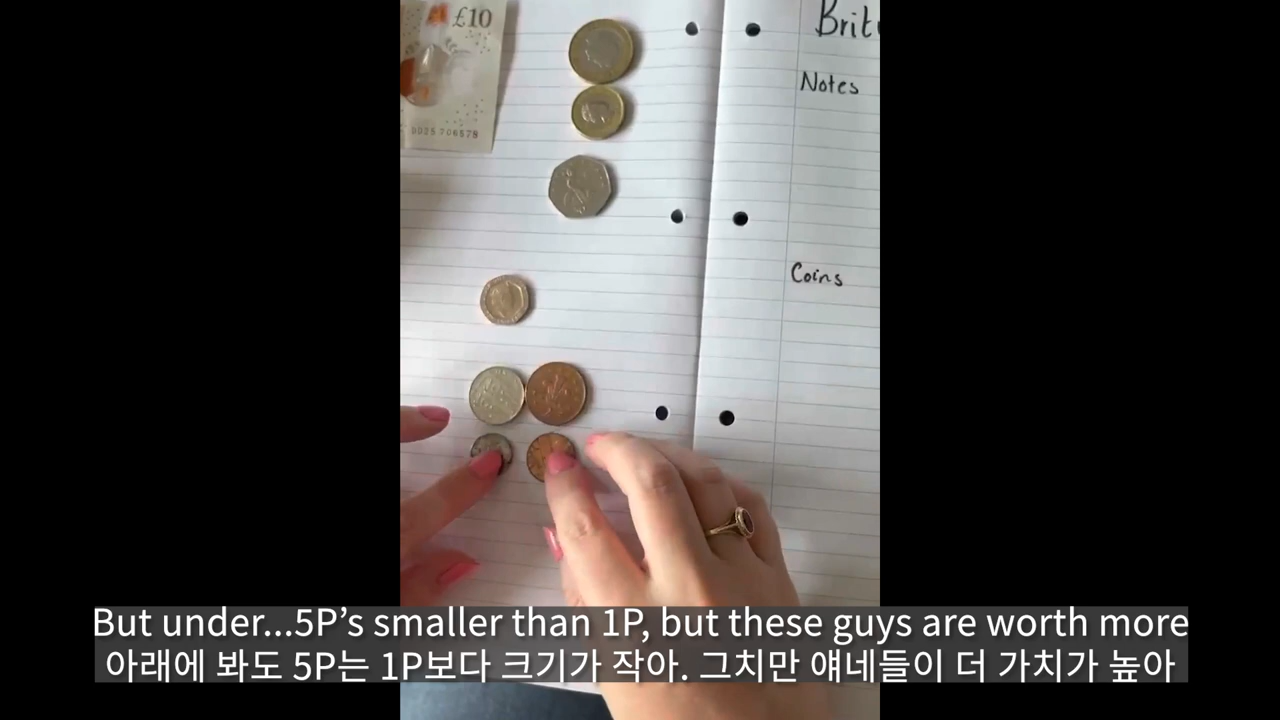 £10
Notes
Coins
But under...5P’s smaller than 1P, but these guys are worth more
아래에 봐도 5P는 1P보다 크기가 작아. 그치만 얘네들이 더 가치가 높아